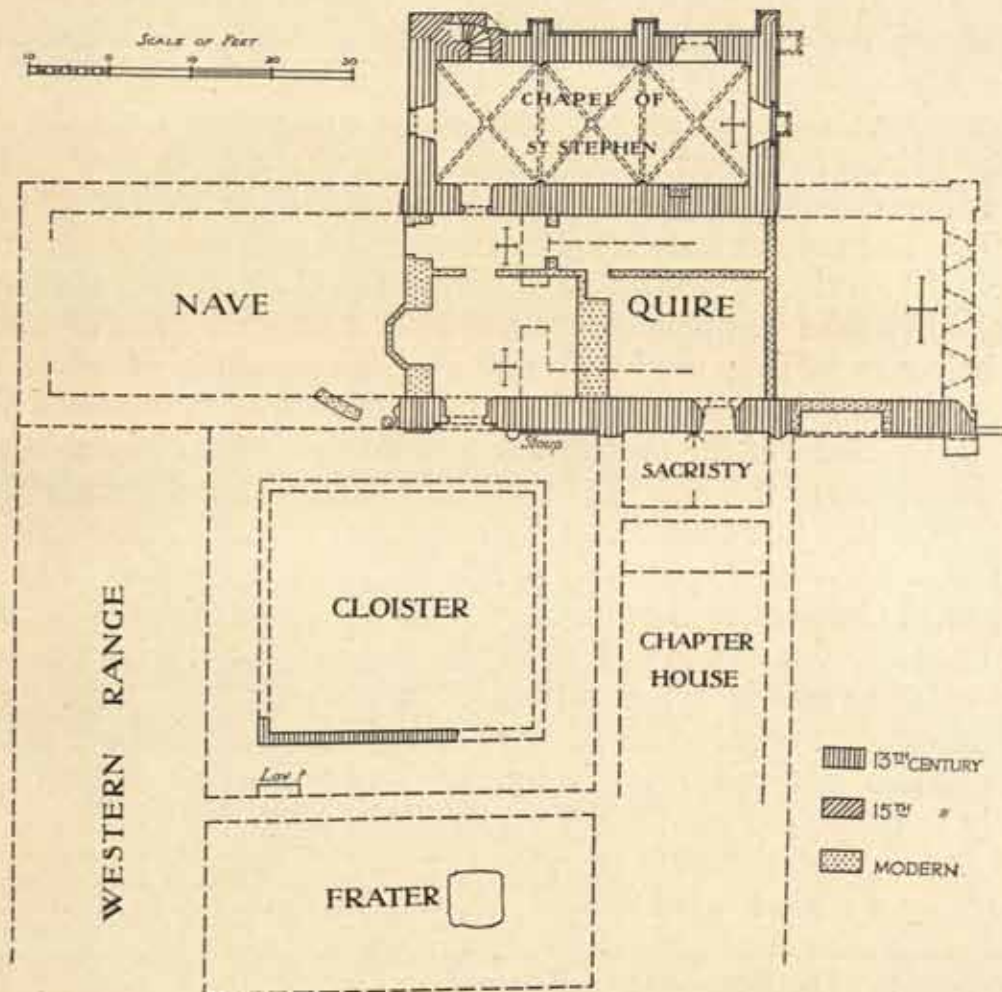 SCALE OF FEET
10 0 10 20 30
CHAPEL OF
ST STEPHEN
NAVE
QUIRE
Stoup
SACRISTY
CLOISTER
CHAPTER
HOUSE
WESTERN RANGE
Lav?
FRATER
13TH CENTURY
15TH "
MODERN